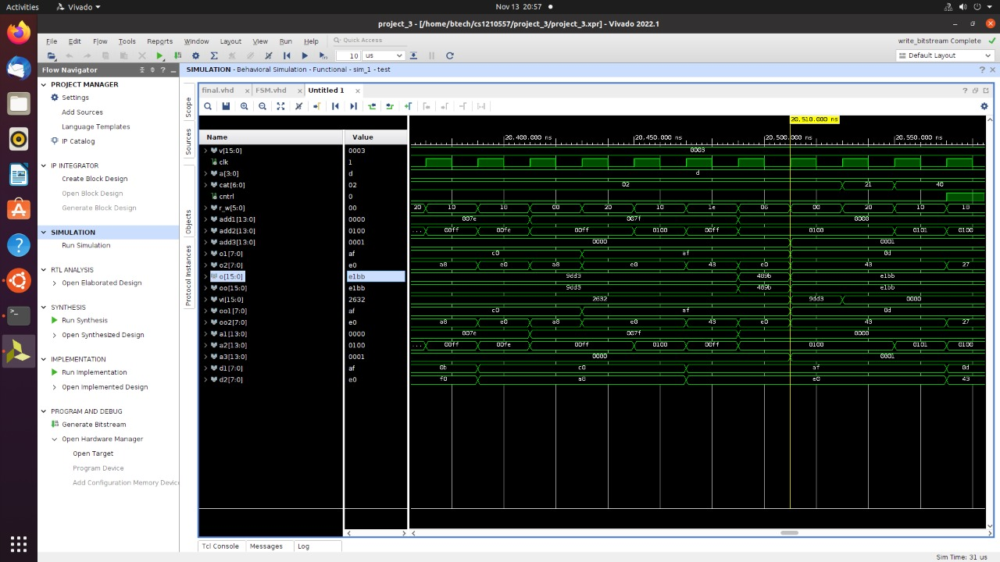 Activities
Vivado
Nov 13 20:57
project_3 - [/home/btech/cs1210557/project_3/project_3.xpr] - Vivado 2022.1
File Edit Flow Tools Reports Window Layout View Run Help Quick Access
write_bitstream Complete
10 us
Default Layout
Flow Navigator
PROJECT MANAGER
Settings
Add Sources
Language Templates
IP Catalog
IP INTEGRATOR
Create Block Design
Open Block Design
Generate Block Design
SIMULATION
Run Simulation
RTL ANALYSIS
Open Elaborated Design
SYNTHESIS
Run Synthesis
Open Synthesized Design
IMPLEMENTATION
Run Implementation
Open Implemented Design
PROGRAM AND DEBUG
Generate Bitstream
Open Hardware Manager
Open Target
Program Device
Add Configuration Memory Device
SIMULATION - Behavioral Simulation - Functional - sim_1 - test
Scope
Sources
Objects
Protocol Instances
final.vhd
FSM.vhd
Untitled 1
20,510.000 ns
Name Value
20,400.000 ns 20,450.000 ns 20,500.000 ns 20,550.000 ns
v[15:0] 0003 0003
clk 1
a[3:0] d d
cat[6:0] 02 02 21 40
cntrl 0
r_w[5:0] 00 20 10 18 00 20 10 1e 06 00 20 10 18
add1[13:0] 0000 007e 007f 0000
add2[13:0] 0100 ... 00ff 00fe 00ff 0100 00ff 0100 0101 0100
add3[13:0] 0001 0000 0001
o1[7:0] af c0 af 0d
o2[7:0] e0 a8 e0 a8 e0 43 e0 43 27
o[15:0] e1bb 9dd3 489b e1bb
oo[15:0] e1bb 9dd3 489b e1bb
vi[15:0] 2632 2632 9dd3 0000
oo1[7:0] af c0 af 0d
oo2[7:0] e0 a8 e0 a8 e0 43 e0 43 27
a1[13:0] 0000 007e 007f 0000
a2[13:0] 0100 ... 00ff 00fe 00ff 0100 00ff 0100 0101 0100
a3[13:0] 0001 0000 0001
d1[7:0] af 0b c0 af 0d
d2[7:0] e0 f0 a8 e0 43
Tcl Console Messages Log
Sim Time: 31 us